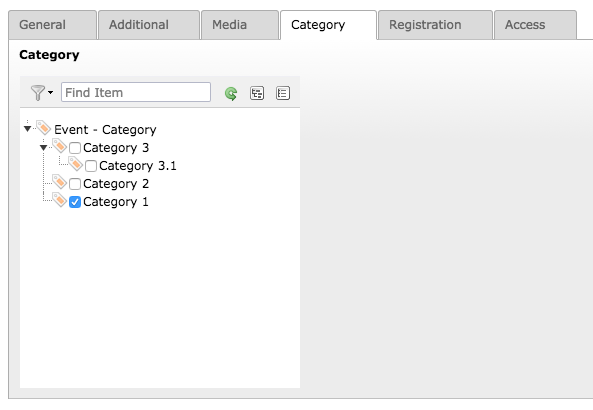 General Additional Media Category Registration Access
Category
Find Item
Event - Category
Category 3
Category 3.1
Category 2
Category 1